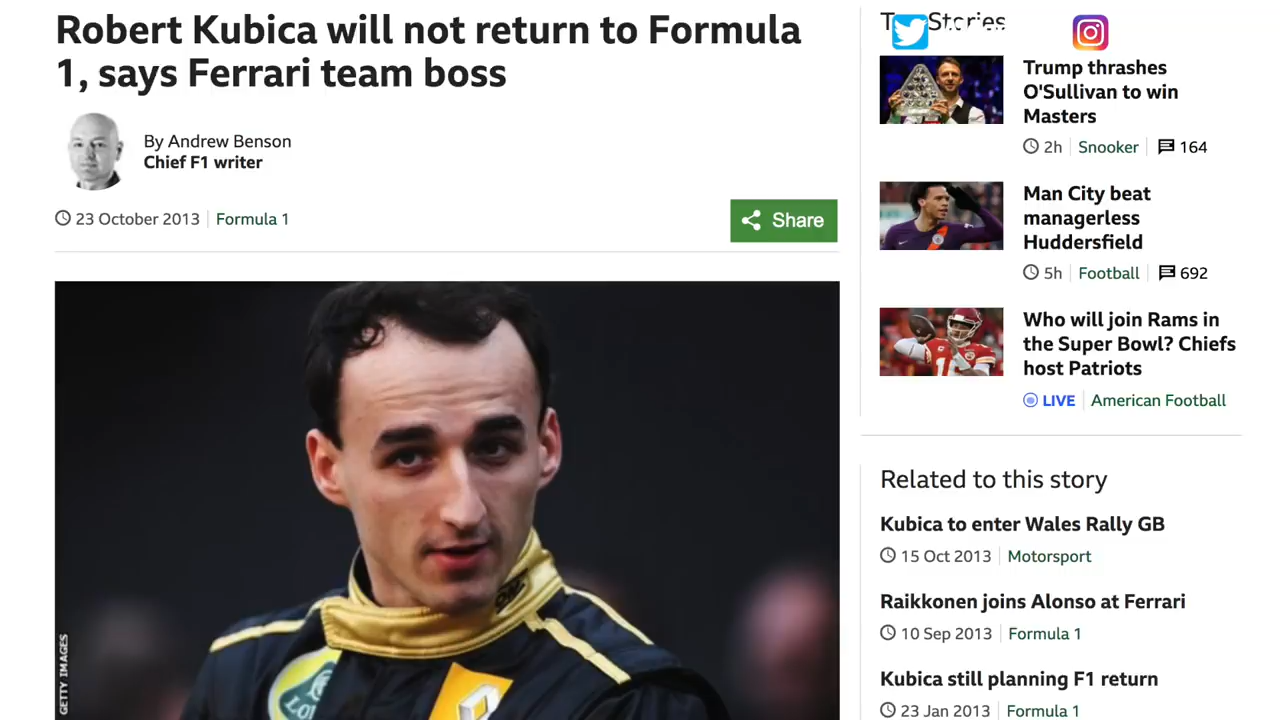 Robert Kubica will not return to Formula
1, says Ferrari team boss
By Andrew Benson
Chief F1 writer
23 October 2013
Formula 1
Share
GETTY IMAGES
Stories
Trump thrashes
O'Sullivan to win
Masters
2h
Snooker
164
Man City beat
managerless
Huddersfield
5h
Football
692
Who will join Rams in
the Super Bowl? Chiefs
host Patriots
LIVE
American Football
Related to this story
Kubica to enter Wales Rally GB
15 Oct 2013
Motorsport
Raikkonen joins Alonso at Ferrari
10 Sep 2013
Formula 1
Kubica still planning F1 return
23 Jan 2013
Formula 1